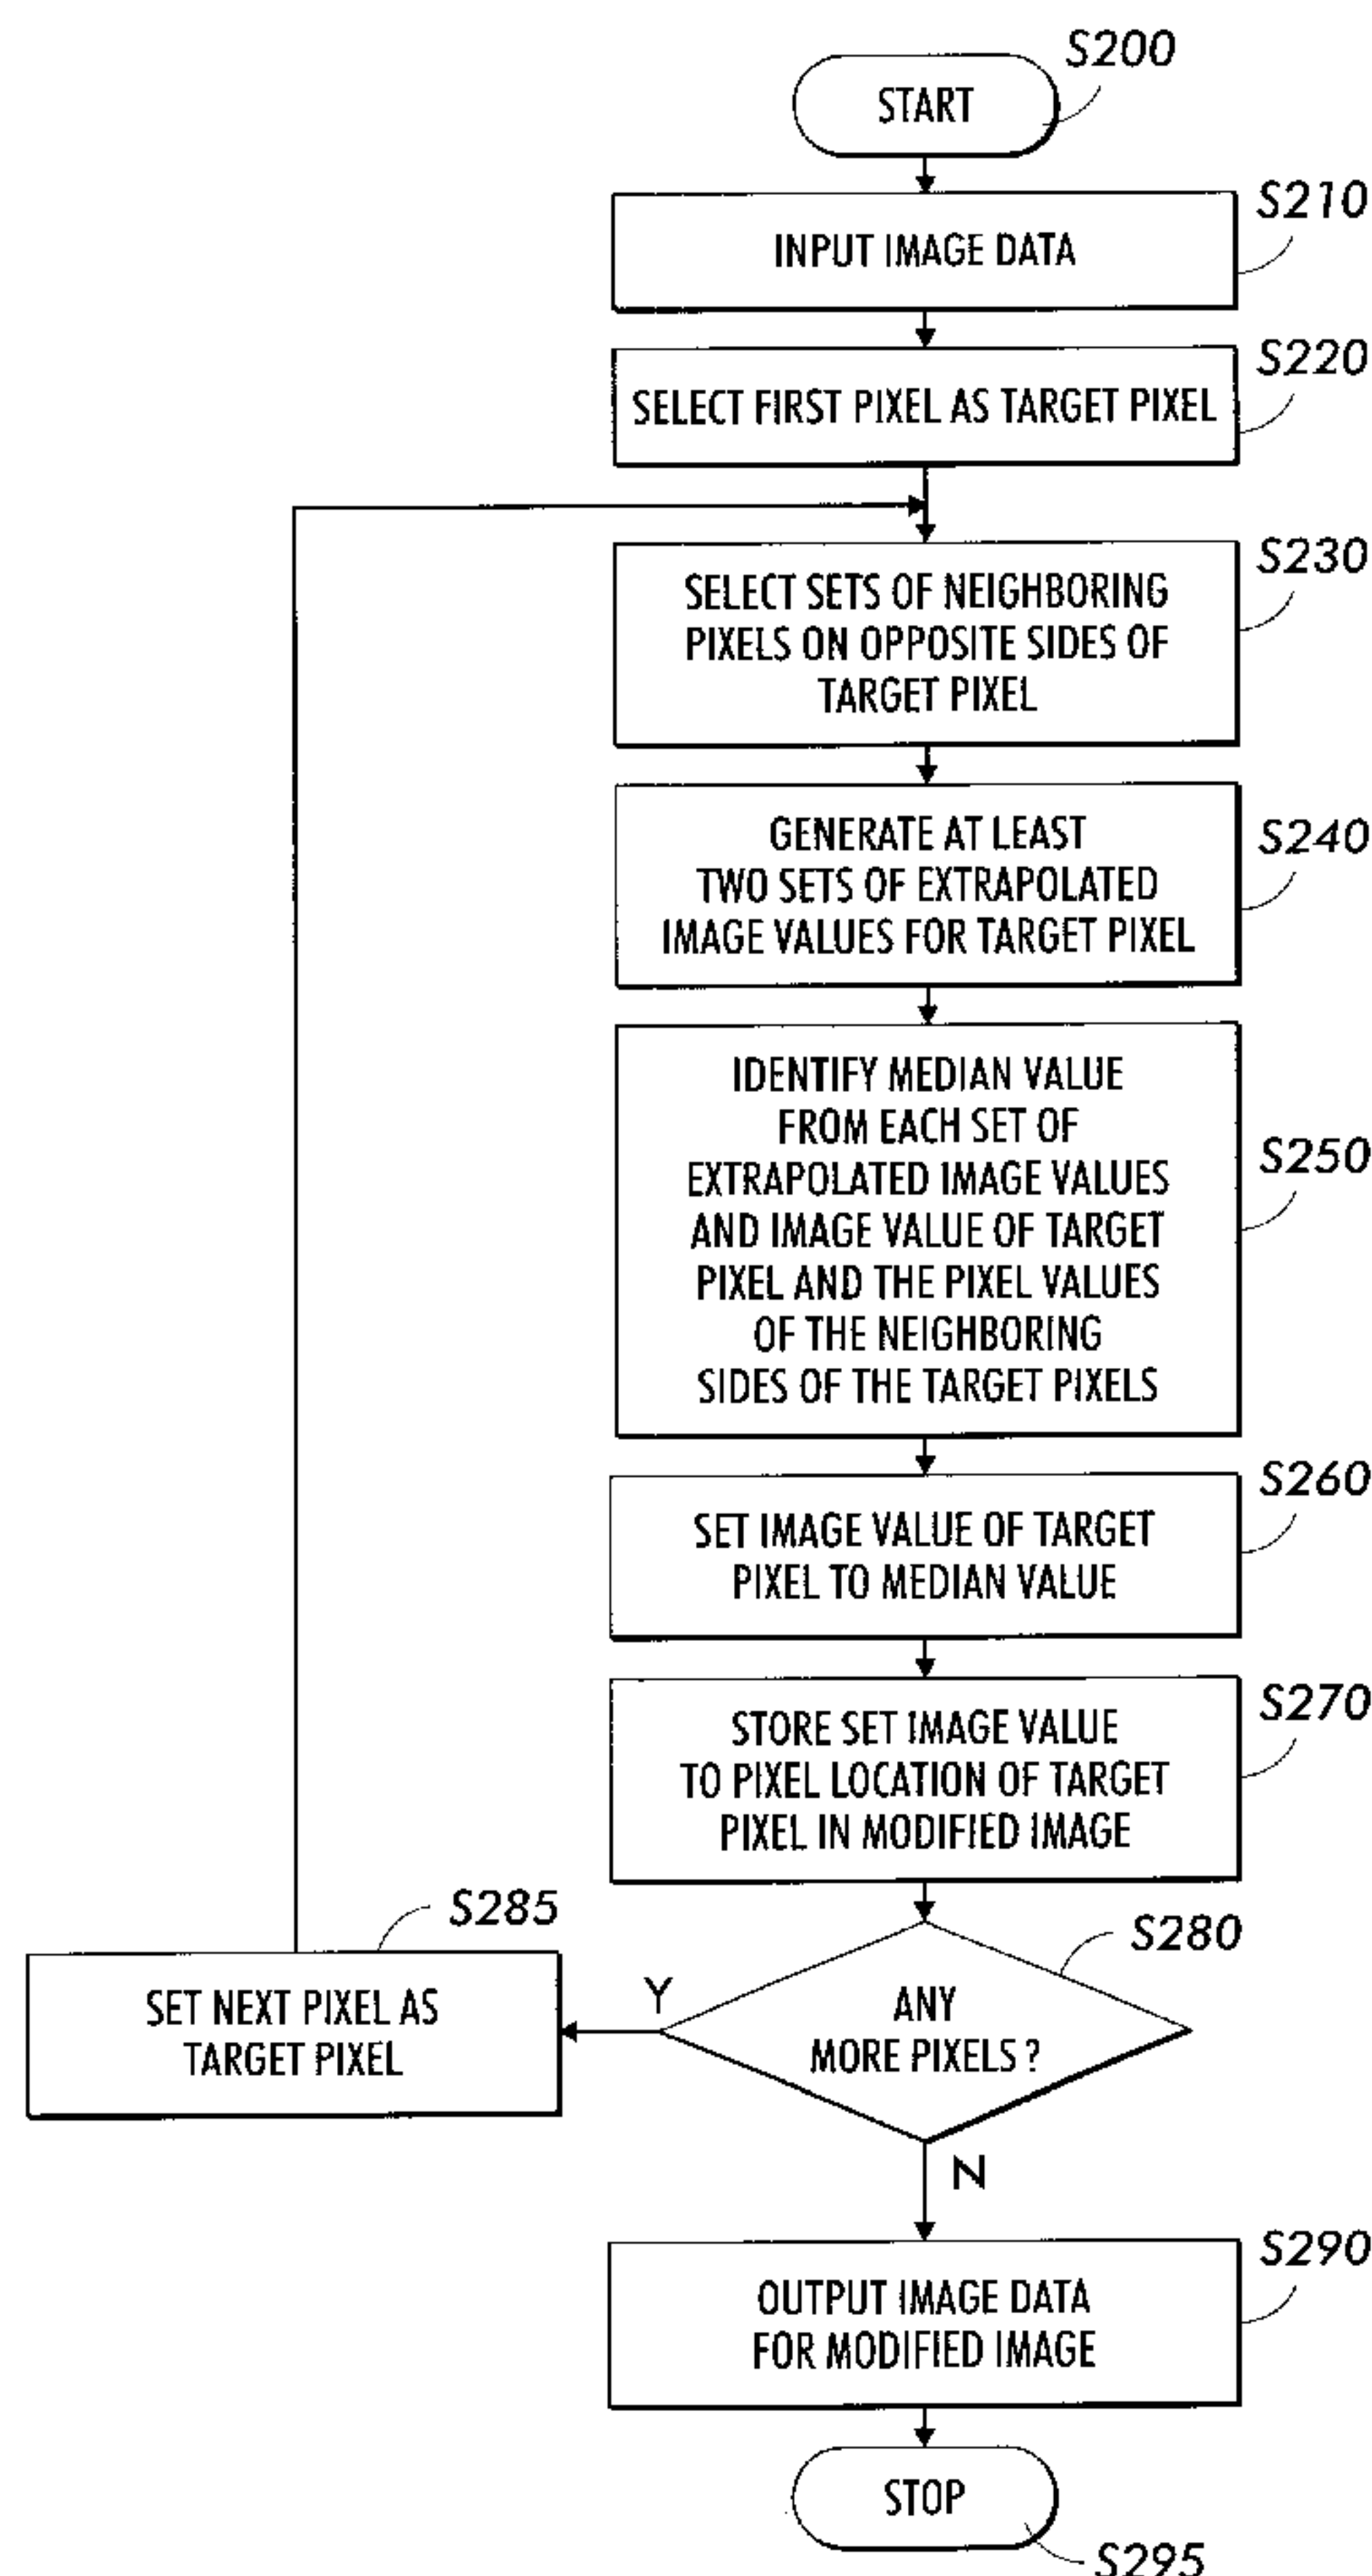 S200
START
S210
INPUT IMAGE DATA
S220
SELECT FIRST PIXEL AS TARGET PIXEL
S230
SELECT SETS OF NEIGHBORING
PIXELS ON OPPOSITE SIDES OF
TARGET PIXEL
S240
GENERATE AT LEAST
TWO SETS OF EXTRAPOLATED
IMAGE VALUES FOR TARGET PIXEL
S250
IDENTIFY MEDIAN VALUE
FROM EACH SET OF
EXTRAPOLATED IMAGE VALUES
AND IMAGE VALUE OF TARGET
PIXEL AND THE PIXEL VALUES
OF THE NEIGHBORING
SIDES OF THE TARGET PIXELS
S260
SET IMAGE VALUE OF TARGET
PIXEL TO MEDIAN VALUE
S270
STORE SET IMAGE VALUE
TO PIXEL LOCATION OF TARGET
PIXEL IN MODIFIED IMAGE
S280
ANY
MORE PIXELS?
Y
S285
SET NEXT PIXEL AS
TARGET PIXEL
N
S290
OUTPUT IMAGE DATA
FOR MODIFIED IMAGE
STOP
S295